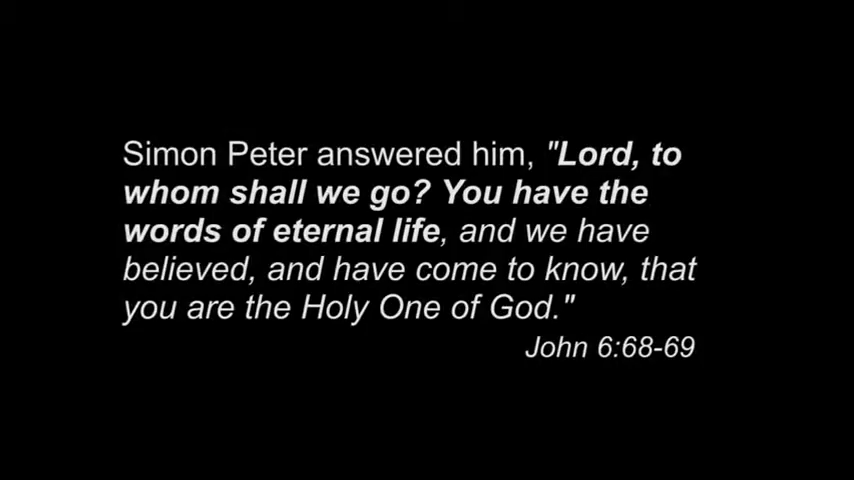 Simon Peter answered him, "Lord, to
whom shall we go? You have the
words of eternal life, and we have
believed, and have come to know, that
you are the Holy One of God."
John 6:68-69